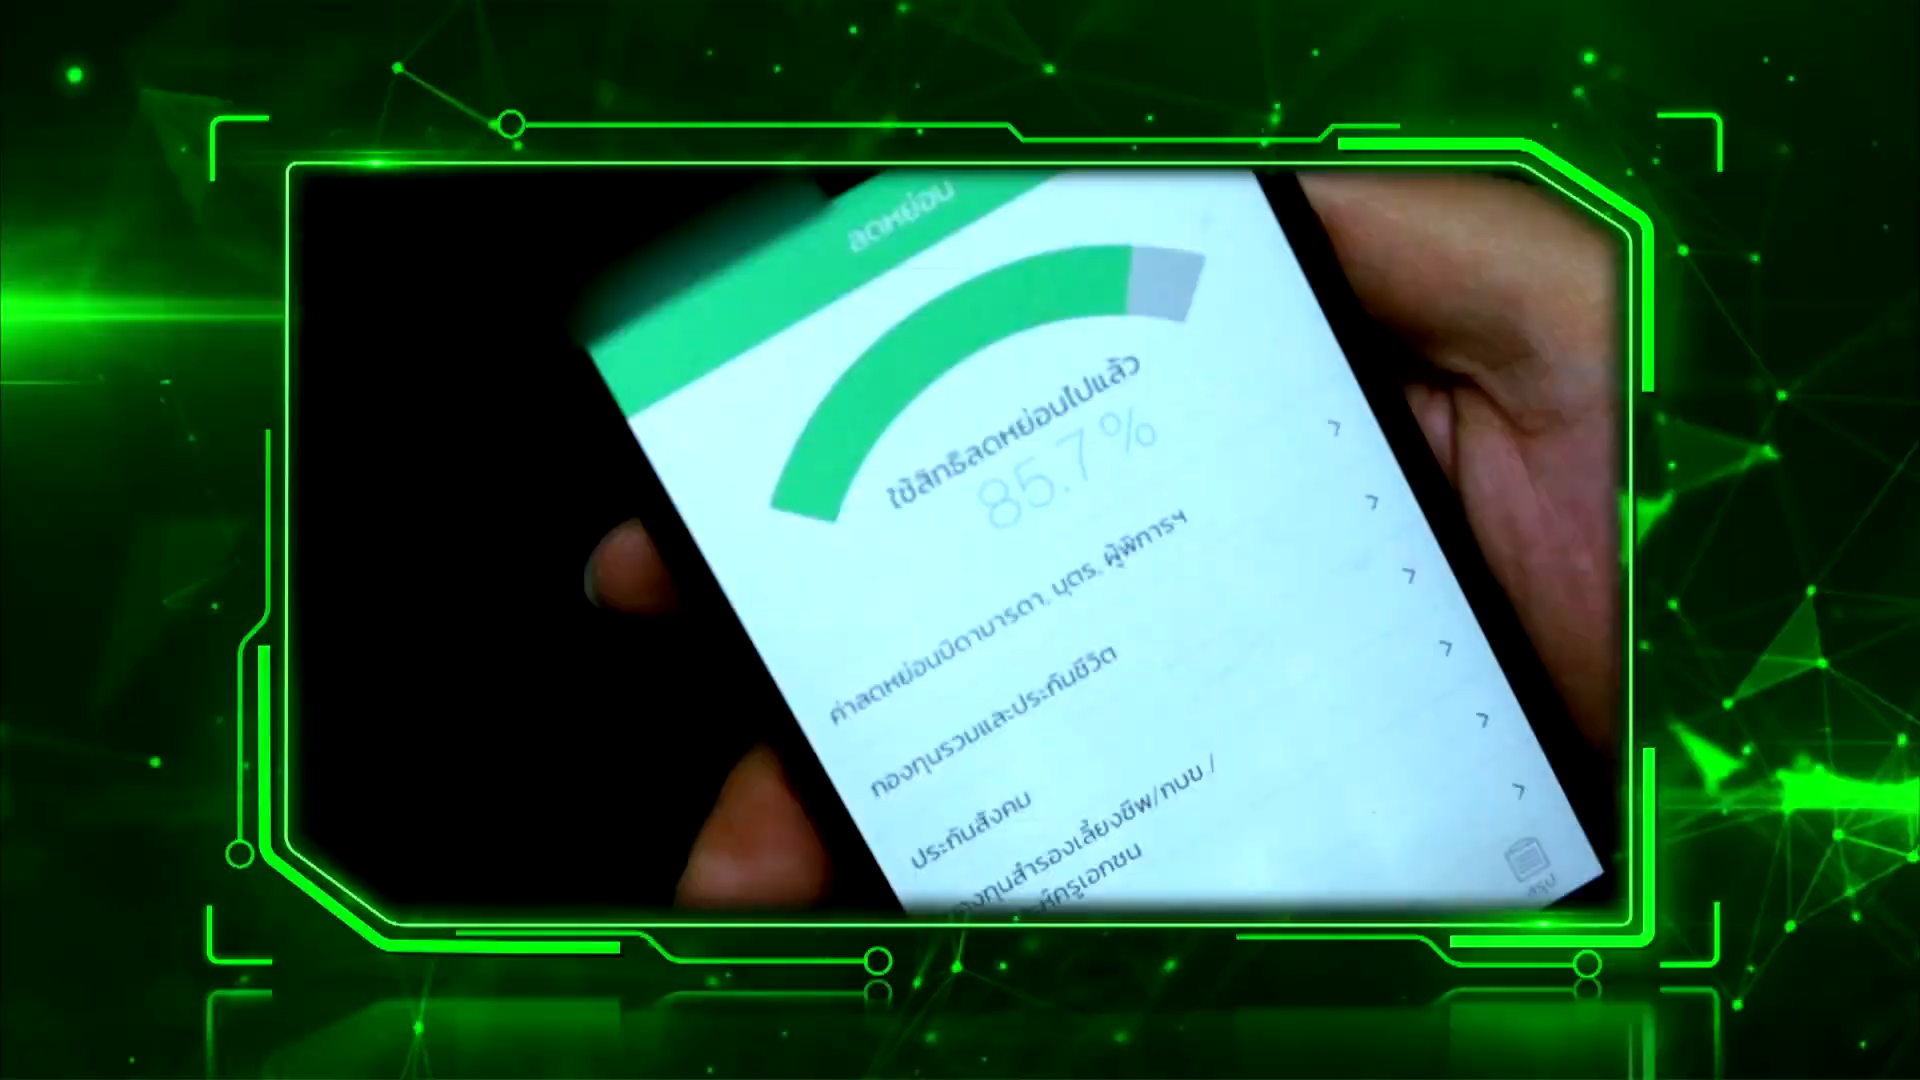 ลดหย่อน
ใช้สิทธิลดหย่อนไปแล้ว
85.7 %
ค่าลดหย่อนบิดามารดา, บุตร, ผู้พิการฯ
กองทุนรวมและประกันชีวิต
ประกันสังคม
กองทุนสำรองเลี้ยงชีพ/กบข /
ครูเอกชน
สรุป